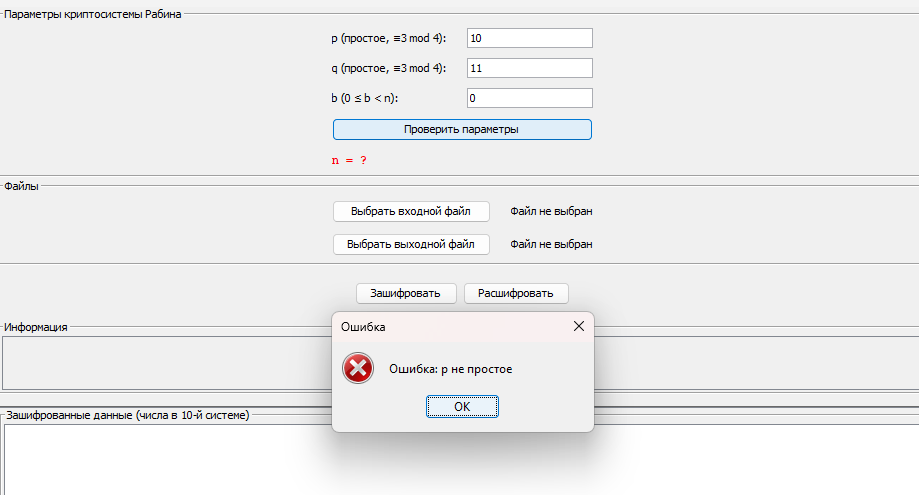 Параметры криптосистемы Рабина
p (простое, ≡3 mod 4): 10
q (простое, ≡3 mod 4): 11
b (0 ≤ b < n): 0
Проверить параметры
n = ?
Файлы
Выбрать входной файл Файл не выбран
Выбрать выходной файл Файл не выбран
Зашифровать Расшифровать
Информация
Ошибка
Ошибка: p не простое
OK
Зашифрованные данные (числа в 10-й системе)